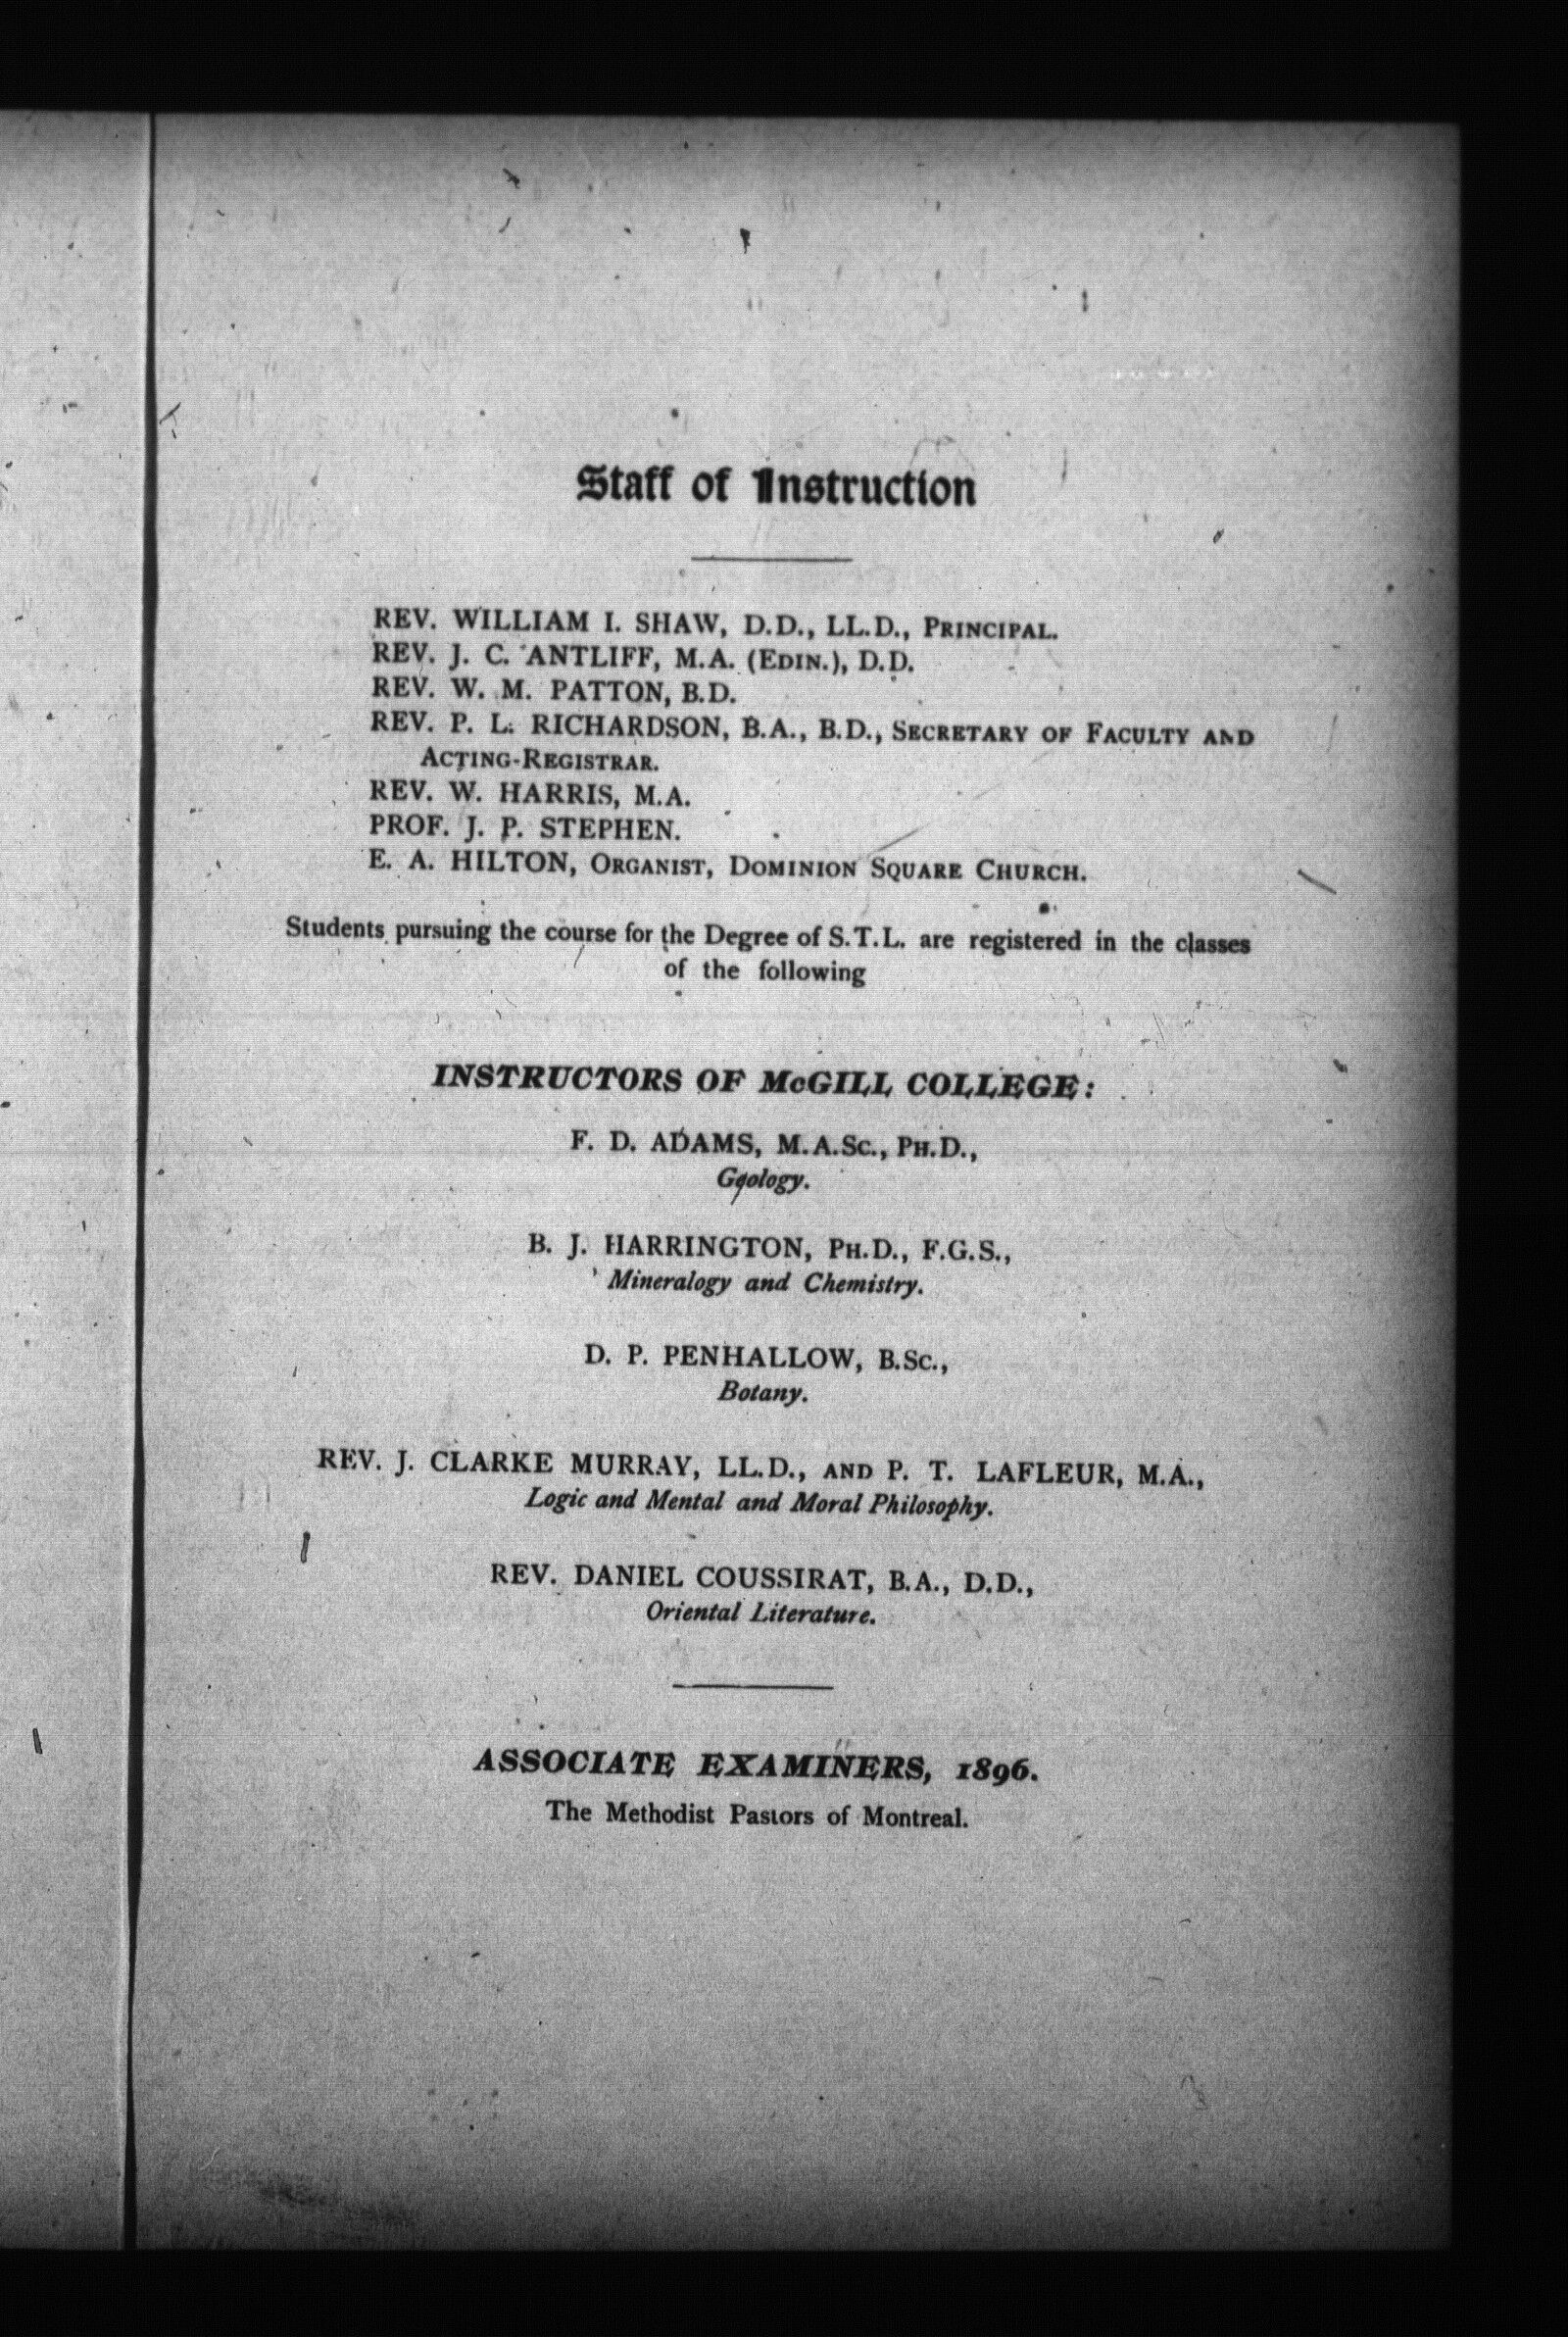 Staff of Instruction
REV. WILLIAM I. SHAW, D.D., LL.D., PRINCIPAL.
REV. J. C. ANTLIFF, M.A. (EDIN.), D.D.
REV. W. M. PATTON, B.D.
REV. P. L. RICHARDSON, B.A., B.D., SECRETARY OF FACULTY AND
ACTING-REGISTRAR.
REV. W. HARRIS, M.A.
PROF. J. P. STEPHEN.
E. A. HILTON, ORGANIST, DOMINION SQUARE CHURCH.
Students pursuing the course for the Degree of S.T.L. are registered in the classes
of the following
INSTRUCTORS OF McGILL COLLEGE:
F. D. ADAMS, M.A.Sc., PH.D.,
Geology.
B. J. HARRINGTON, PH.D., F.G.S.,
Mineralogy and Chemistry.
D. P. PENHALLOW, B.Sc.,
Botany.
REV. J. CLARKE MURRAY, LL.D., AND P. T. LAFLEUR, M.A.,
Logic and Mental and Moral Philosophy.
REV. DANIEL COUSSIRAT, B.A., D.D.,
Oriental Literature.
ASSOCIATE EXAMINERS, 1896.
The Methodist Pastors of Montreal.